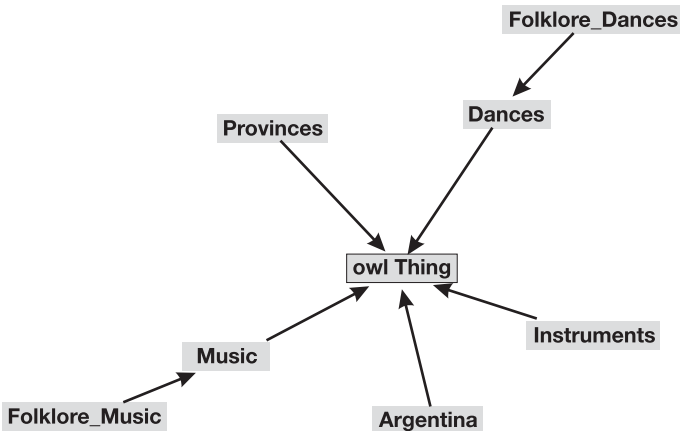 Folklore_Dances
Dances
Provinces
owl Thing
Instruments
Music
Folklore_Music
Argentina